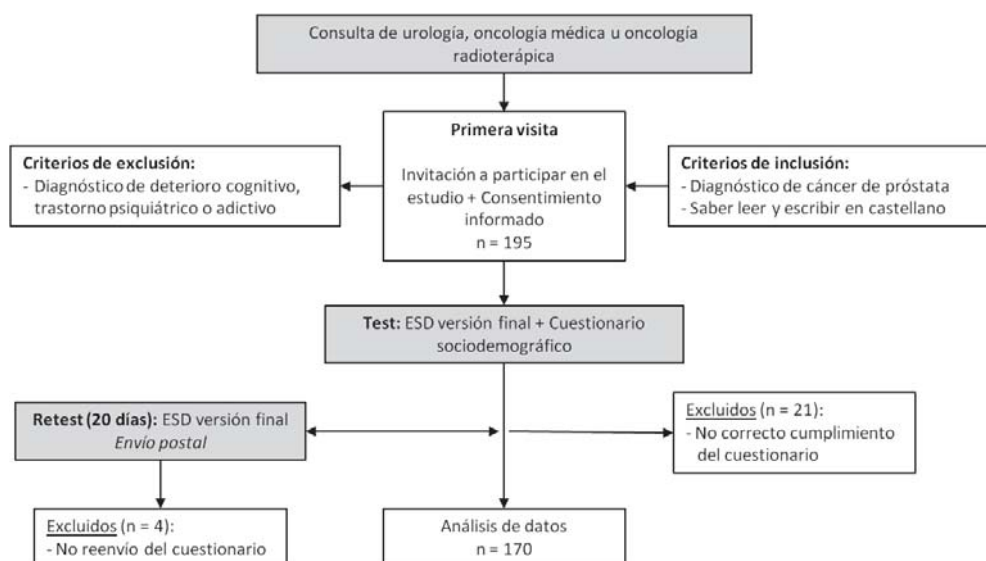 Consulta de urología, oncología médica u oncología
radioterápica
Primera visita
Invitación a participar en el
estudio + Consentimiento
informado
n = 195
Criterios de exclusión:
- Diagnóstico de deterioro cognitivo,
trastorno psiquiátrico o adictivo
Criterios de inclusión:
- Diagnóstico de cáncer de próstata
- Saber leer y escribir en castellano
Test: ESD versión final + Cuestionario
sociodemográfico
Retest (20 días): ESD versión final
Envío postal
Excluidos (n = 21):
- No correcto cumplimiento
del cuestionario
Excluidos (n = 4):
- No reenvío del cuestionario
Análisis de datos
n = 170